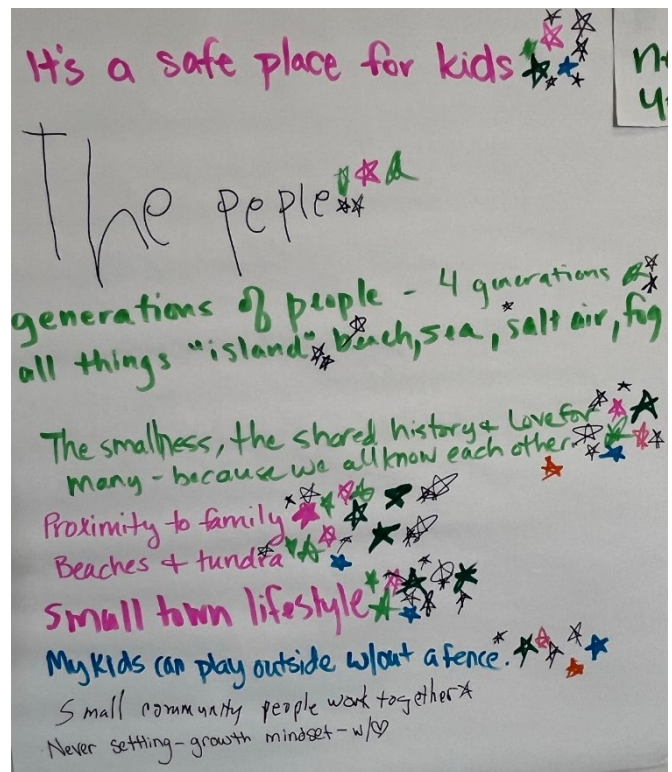 It's a safe place for kids
The peple
generations of people - 4 generations
all things "island" beach, sea, salt air, fog
The smallness, the shared history & Love for
many - because we all know each other
Proximity to family
Beaches & tundra
Small town lifestyle
My kids can play outside w/out a fence.
Small community people work together
Never settling - growth mindset - w/♡